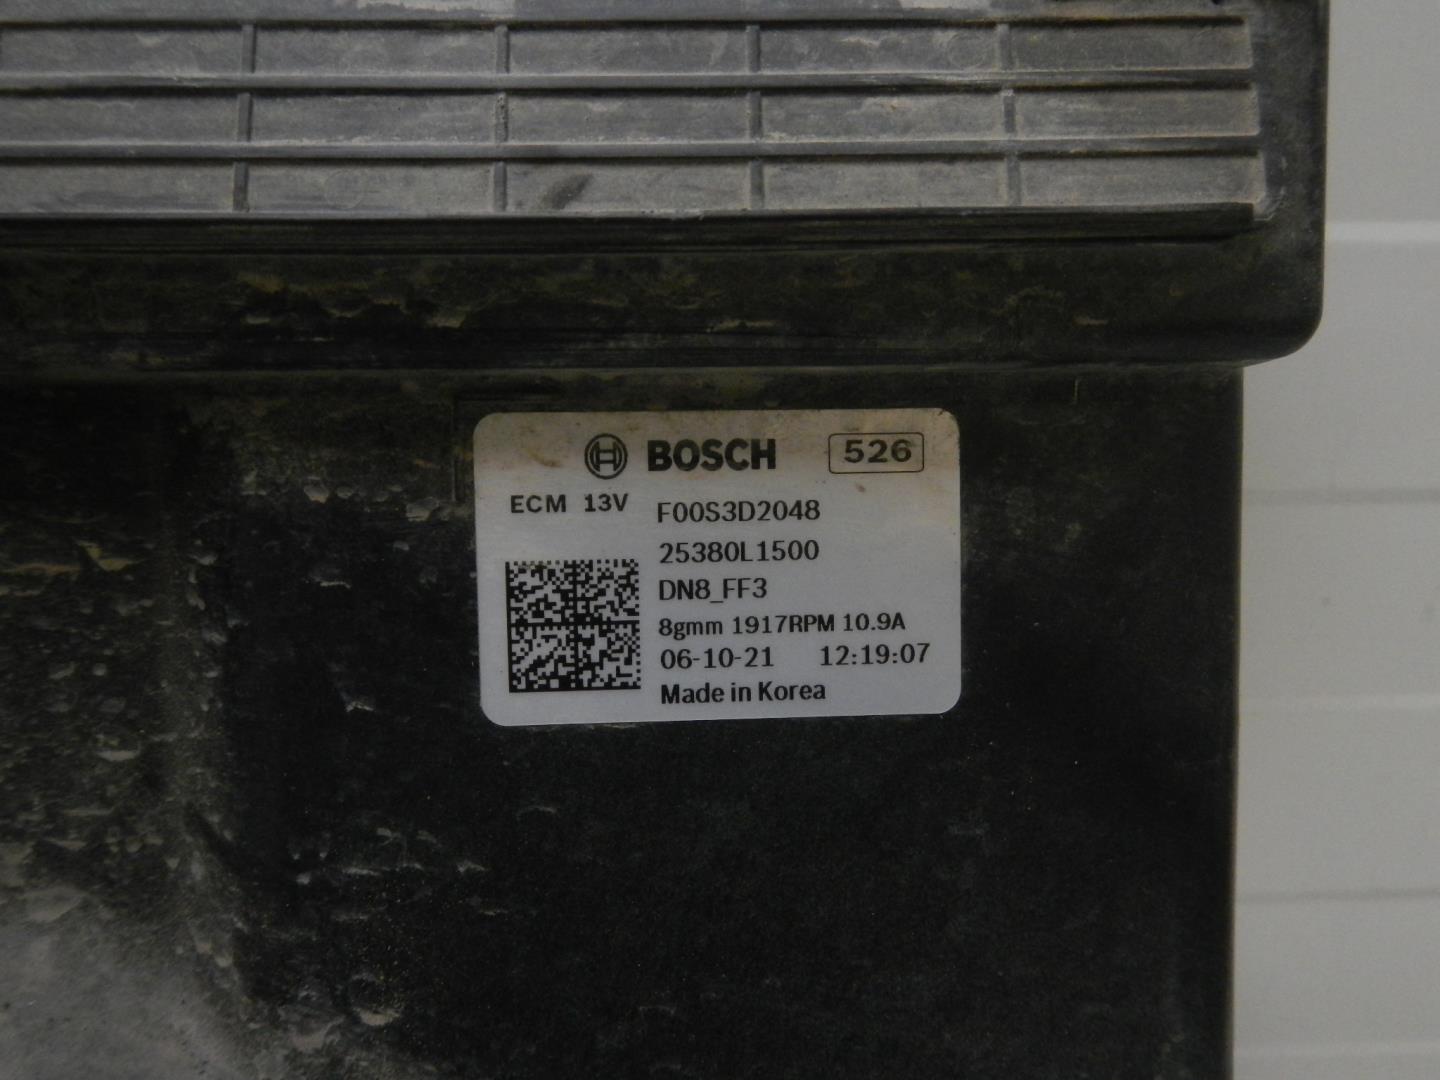 BOSCH 526
ECM 13V F00S3D2048
25380L1500
DN8_FF3
8gmm 1917RPM 10.9A
06-10-21 12:19:07
Made in Korea